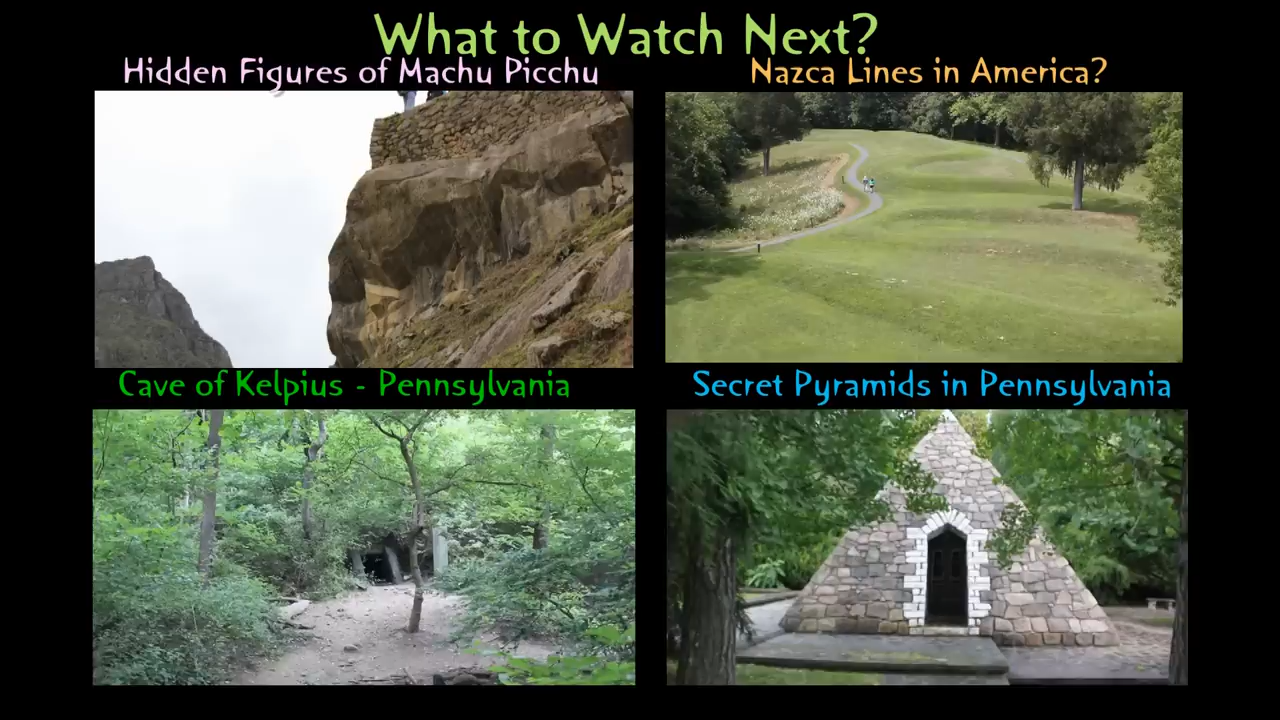 What to Watch Next?
Hidden Figures of Machu Picchu
Nazca Lines in America?
Cave of Kelpius - Pennsylvania
Secret Pyramids in Pennsylvania